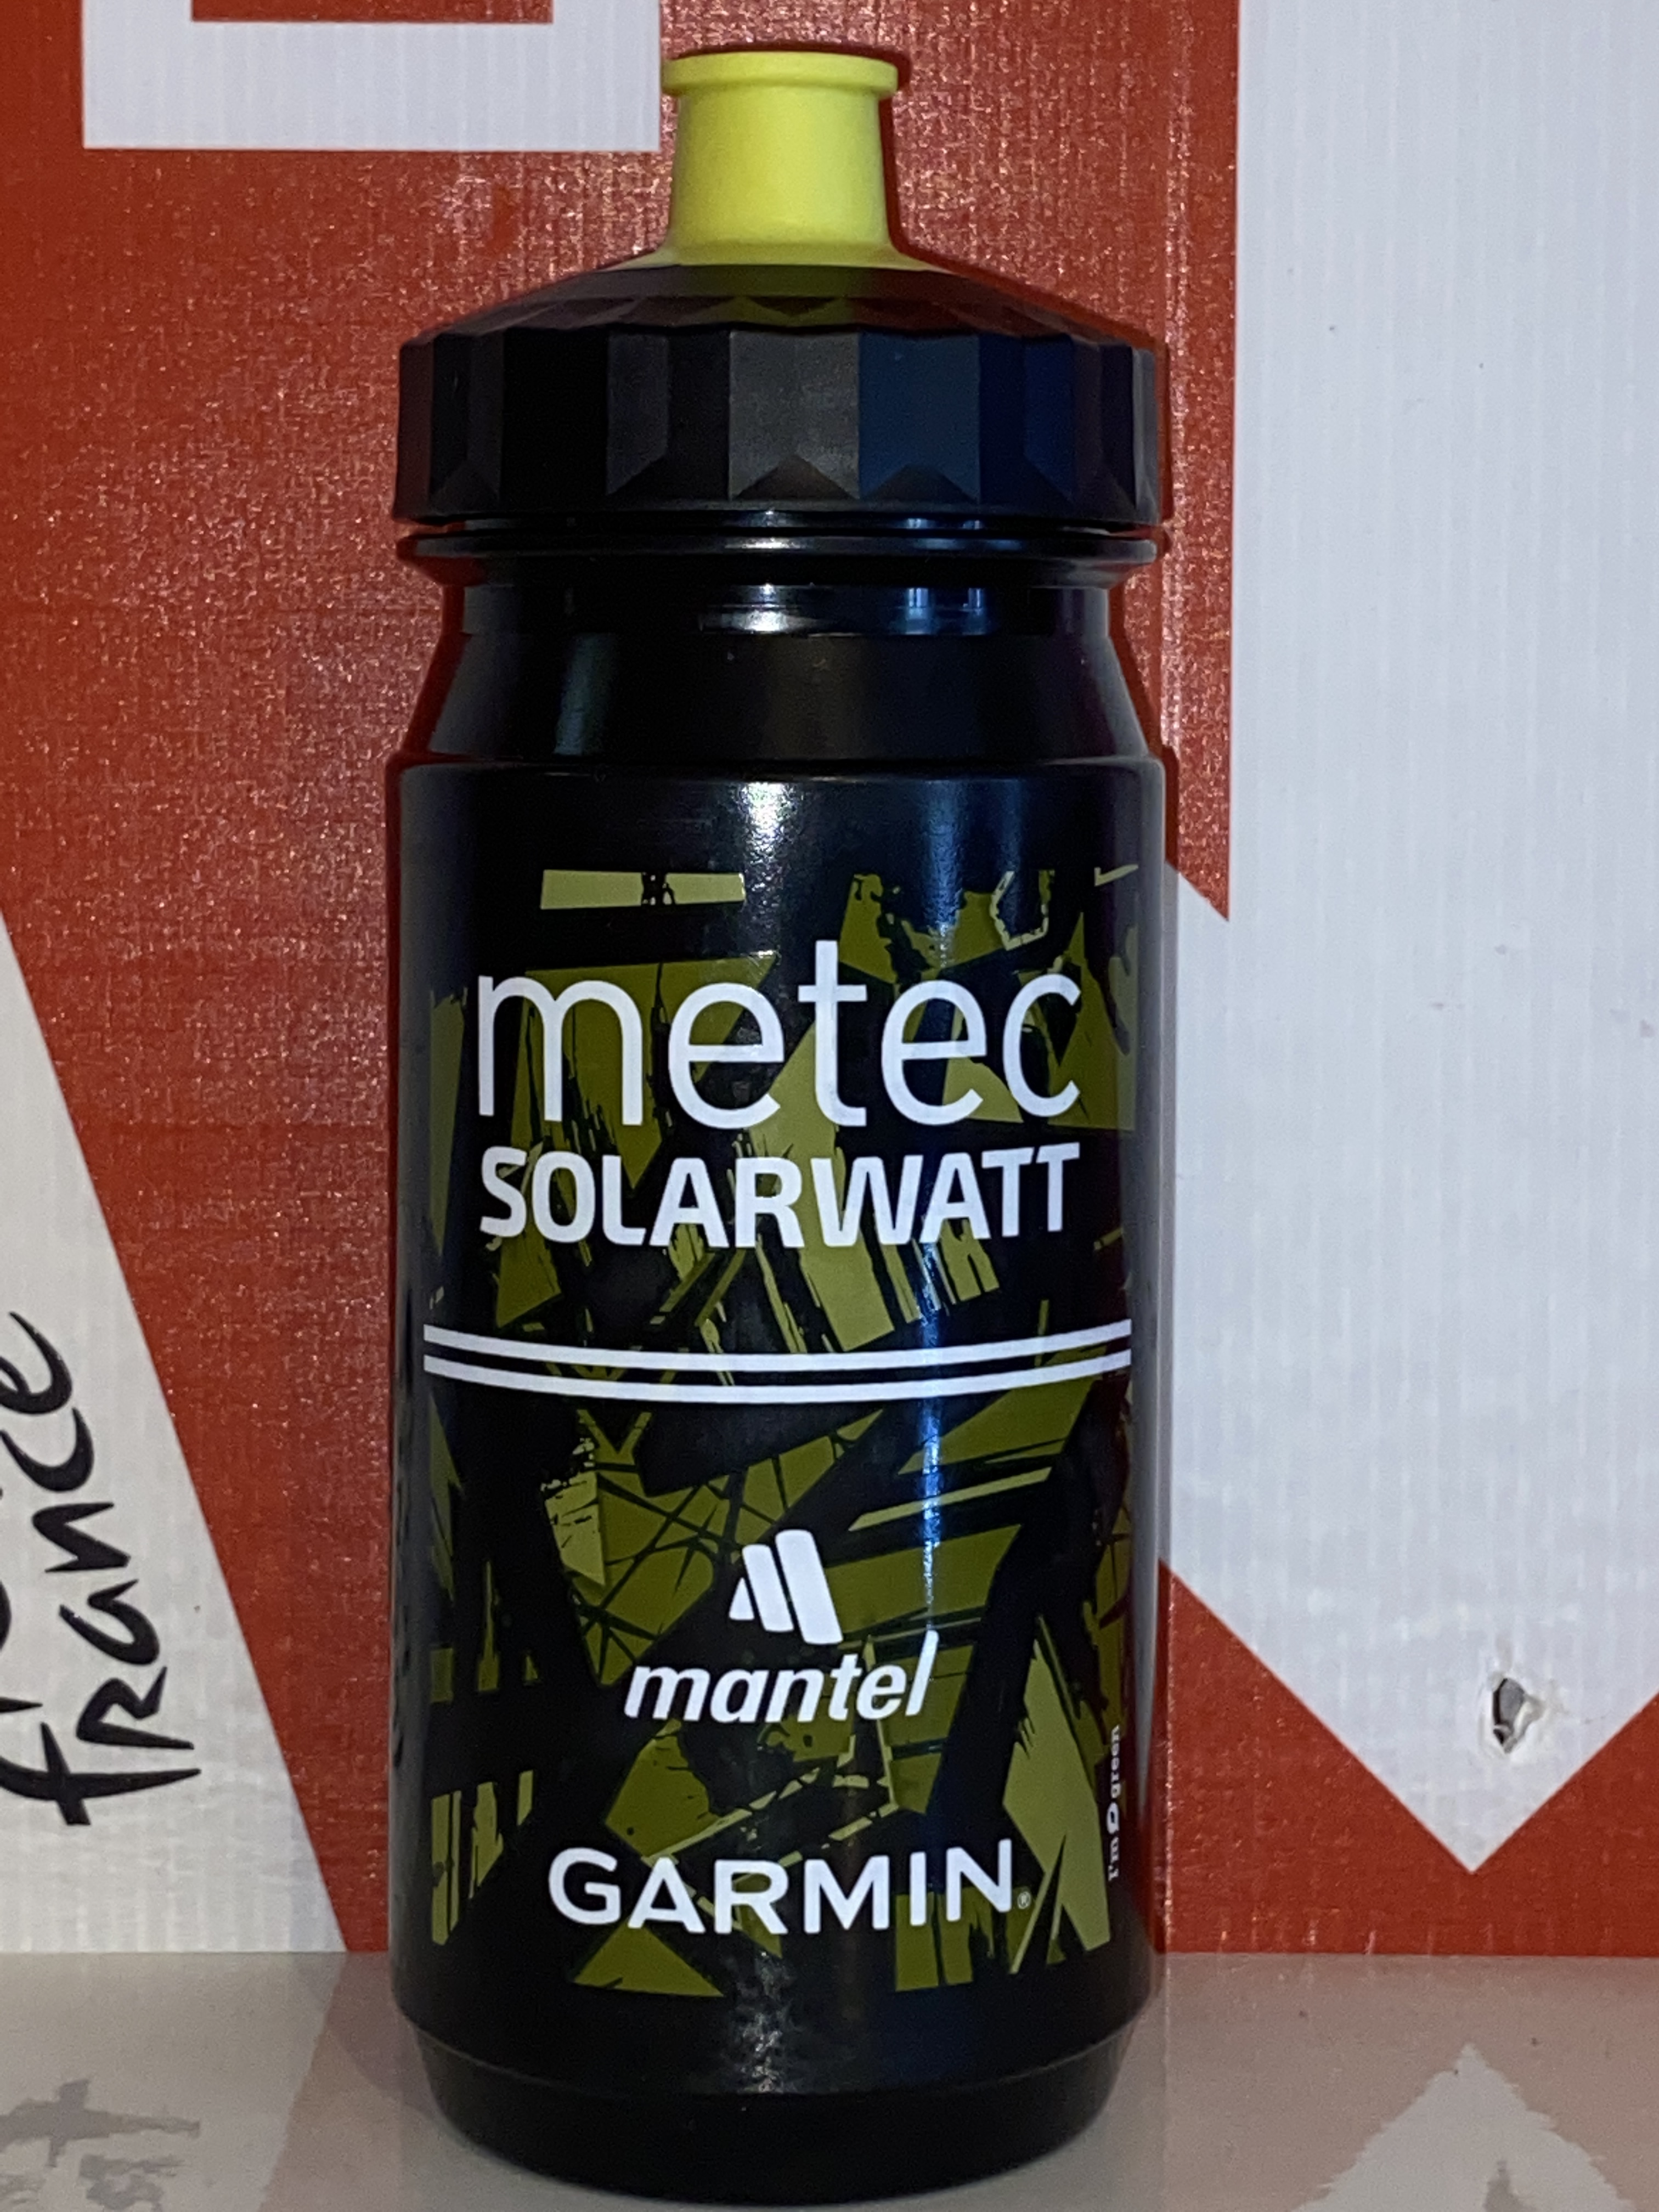 metec
SOLARWATT
mantel
GARMIN®
I'm green
france